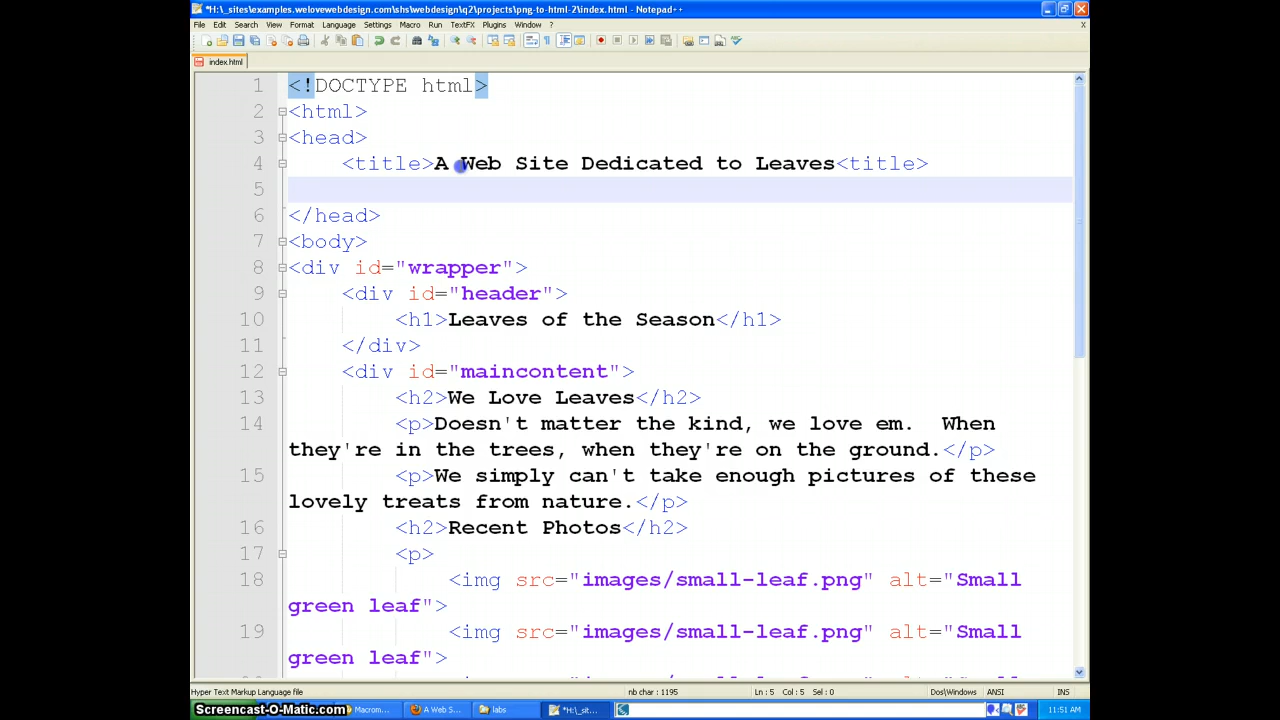 *H:\_sites\examples.welovewebdesign.com\shs\webdesign\q2\projects\png-to-html-2\index.html - Notepad++
File Edit Search View Format Language Settings Macro Run TextFX Plugins Window ? X
index.html
1 <!DOCTYPE html>
2 <html>
3 <head>
4 <title>A Web Site Dedicated to Leaves<title>
5
6 </head>
7 <body>
8 <div id="wrapper">
9 <div id="header">
10 <h1>Leaves of the Season</h1>
11 </div>
12 <div id="maincontent">
13 <h2>We Love Leaves</h2>
14 <p>Doesn't matter the kind, we love em.  When
they're in the trees, when they're on the ground.</p>
15 <p>We simply can't take enough pictures of these
lovely treats from nature.</p>
16 <h2>Recent Photos</h2>
17 <p>
18 <img src="images/small-leaf.png" alt="Small
green leaf">
19 <img src="images/small-leaf.png" alt="Small
green leaf">
Hyper Text Markup Language file nb char : 1195 Ln : 5 Col : 5 Sel : 0 Dos\Windows ANSI INS
Screencast-O-Matic.com Macrom... A Web S... labs *H:\_sit... 11:51 AM